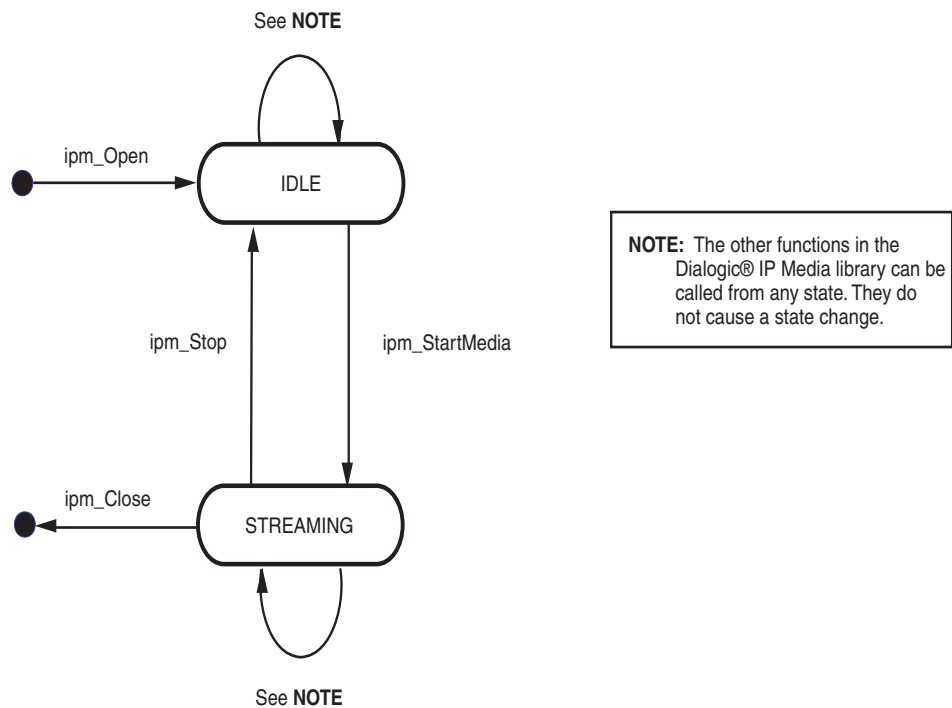 See NOTE
ipm_Open
IDLE
NOTE: The other functions in the
Dialogic® IP Media library can be
called from any state. They do
not cause a state change.
ipm_Stop
ipm_StartMedia
ipm_Close
STREAMING
See NOTE